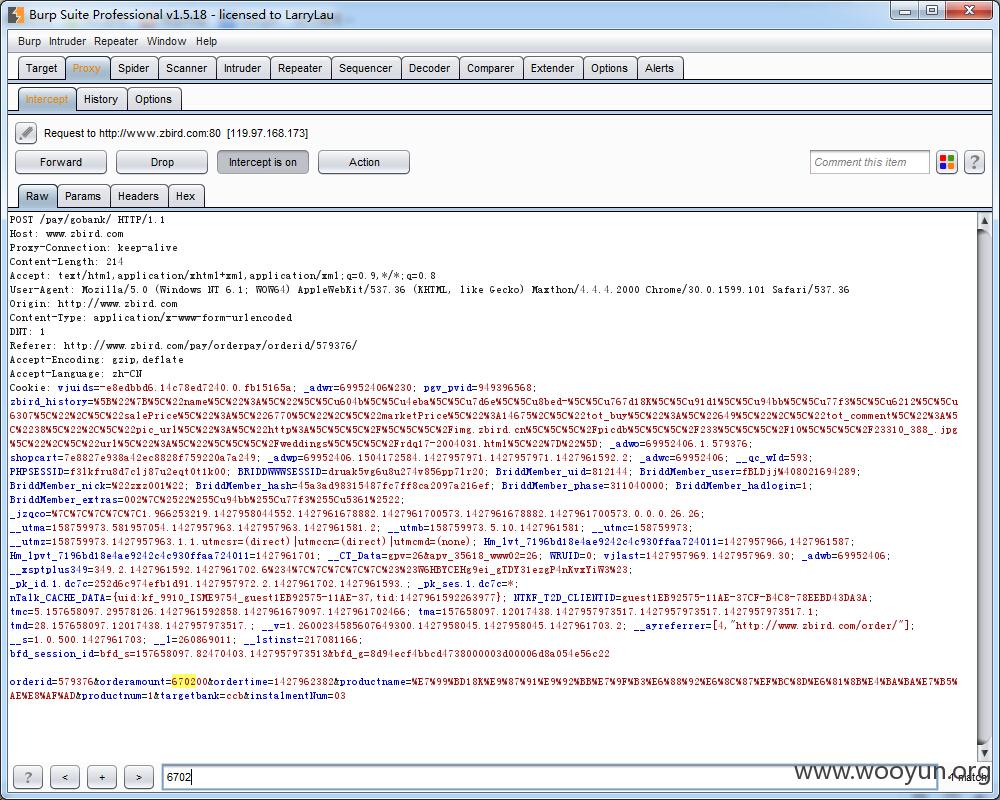 Burp Suite Professional v1.5.18 - licensed to LarryLau
Burp Intruder Repeater Window Help
Target Proxy Spider Scanner Intruder Repeater Sequencer Decoder Comparer Extender Options Alerts
Intercept History Options
Request to http://www.zbird.com:80 [119.97.168.173]
Forward Drop Intercept is on Action Comment this item ?
Raw Params Headers Hex
POST /pay/gobank/ HTTP/1.1
Host: www.zbird.com
Proxy-Connection: keep-alive
Content-Length: 214
Accept: text/html,application/xhtml+xml,application/xml;q=0.9,*/*;q=0.8
User-Agent: Mozilla/5.0 (Windows NT 6.1; WOW64) AppleWebKit/537.36 (KHTML, like Gecko) Maxthon/4.4.4.2000 Chrome/30.0.1599.101 Safari/537.36
Origin: http://www.zbird.com
Content-Type: application/x-www-form-urlencoded
DNT: 1
Referer: http://www.zbird.com/pay/orderpay/orderid/579376/
Accept-Encoding: gzip,deflate
Accept-Language: zh-CN
Cookie: vjuids=-e8edbbd6.14c78ed7240.0.fb15165a; _adwr=69952406%230; pgv_pvid=949396568;
zbird_history=%5B%22%7B%5C%22name%5C%22%3A%5C%22%5C%5Cu604b%5C%5Cu4eba%5C%5Cu7d6e%5C%5Cu8bed-%5C%5Cu767d18K%5C%5Cu91d1%5C%5Cu94bb%5C%5Cu77f3%5C%5Cu6212%5C%5Cu
6307%5C%22%2C%5C%22salePrice%5C%22%3A%5C%226770%5C%22%2C%5C%22marketPrice%5C%22%3A14675%2C%5C%22tot_buy%5C%22%3A%5C%22649%5C%22%2C%5C%22tot_comment%5C%22%3A%5
C%2238%5C%22%2C%5C%22pic_url%5C%22%3A%5C%22http%3A%5C%5C%5C%2F%5C%5C%5C%2Fimg.zbird.cn%5C%5C%5C%2Fpicdb%5C%5C%5C%2F233%5C%5C%5C%2F10%5C%5C%5C%2F23310_388_.jpg
%5C%22%2C%5C%22url%5C%22%3A%5C%22%5C%5C%5C%2Fweddings%5C%5C%5C%2Frdq17-2004031.html%5C%22%7D%22%5D; _adwo=69952406.1.579376;
shopcart=7e8827e938a42ec8828f759220a7a249; _adwp=69952406.1504172584.1427957971.1427957971.1427961592.2; _adwc=69952406; __qc_wId=593;
PHPSESSID=f31kfru8d7clj87u2eqt0t1k00; BRIDDWWWSESSID=druak5vg6u8u274v856pp71r20; BriddMember_uid=812144; BriddMember_user=fBLDjj%408021694289;
BriddMember_nick=%22zxz001%22; BriddMember_hash=45a3ad98315487fc7ff8ca2097a216ef; BriddMember_phase=311040000; BriddMember_hadlogin=1;
BriddMember_extras=002%7C%2522%255Cu94bb%255Cu77f3%255Cu5361%2522;
_jzqco=%7C%7C%7C%7C%7C1.966253219.1427958044552.1427961678882.1427961700573.1427961678882.1427961700573.0.0.0.26.26;
__utma=158759973.581957054.1427957963.1427957963.1427961581.2; __utmb=158759973.5.10.1427961581; __utmc=158759973;
__utmz=158759973.1427957963.1.1.utmcsr=(direct)|utmccn=(direct)|utmcmd=(none); Hm_lvt_7196bd18e4ae9242c4c930ffaa724011=1427957966,1427961587;
Hm_lpvt_7196bd18e4ae9242c4c930ffaa724011=1427961701; __CT_Data=gpv=26&apv_35618_www02=26; WRUID=0; vjlast=1427957969.1427957969.30; _adwb=69952406;
__xsptplus349=349.2.1427961592.1427961702.6%234%7C%7C%7C%7C%7C%23%23W6HBYCEHg9ei_gTDY31ezgP4nKvxYiW3%23;
_pk_id.1.dc7c=252d6c974efb1d91.1427957972.2.1427961702.1427961593.; _pk_ses.1.dc7c=*;
nTalk_CACHE_DATA={uid:kf_9910_ISME9754_guest1EB92575-11AE-37,tid:1427961592263977}; NTKF_T2D_CLIENTID=guest1EB92575-11AE-37CF-B4C8-78EEBD43DA3A;
tmc=5.157658097.29578126.1427961592858.1427961679097.1427961702466; tma=157658097.12017438.1427957973517.1427957973517.1427957973517.1;
tmd=28.157658097.12017438.1427957973517.; __v=1.2600234585607649300.1427958045.1427958045.1427961703.2; __ayreferrer=[4,"http://www.zbird.com/order/"];
__s=1.0.500.1427961703; __l=260869011; __lstinst=217081166;
bfd_session_id=bfd_s=157658097.82470403.1427957973513&bfd_g=8d94ecf4bbcd4738000003d00006d8a054e56c22
orderid=579376&orderamount=670200&ordertime=1427962382&productname=%E7%99%BD18K%E9%87%91%E9%92%BB%E7%9F%B3%E6%88%92%E6%8C%87%EF%BC%8D%E6%81%8B%E4%BA%BA%E7%B5%
AE%E8%AF%AD&productnum=1&targetbank=ccb&instalmentNum=03
? < + > 6702 1 match
www.wooyun.org